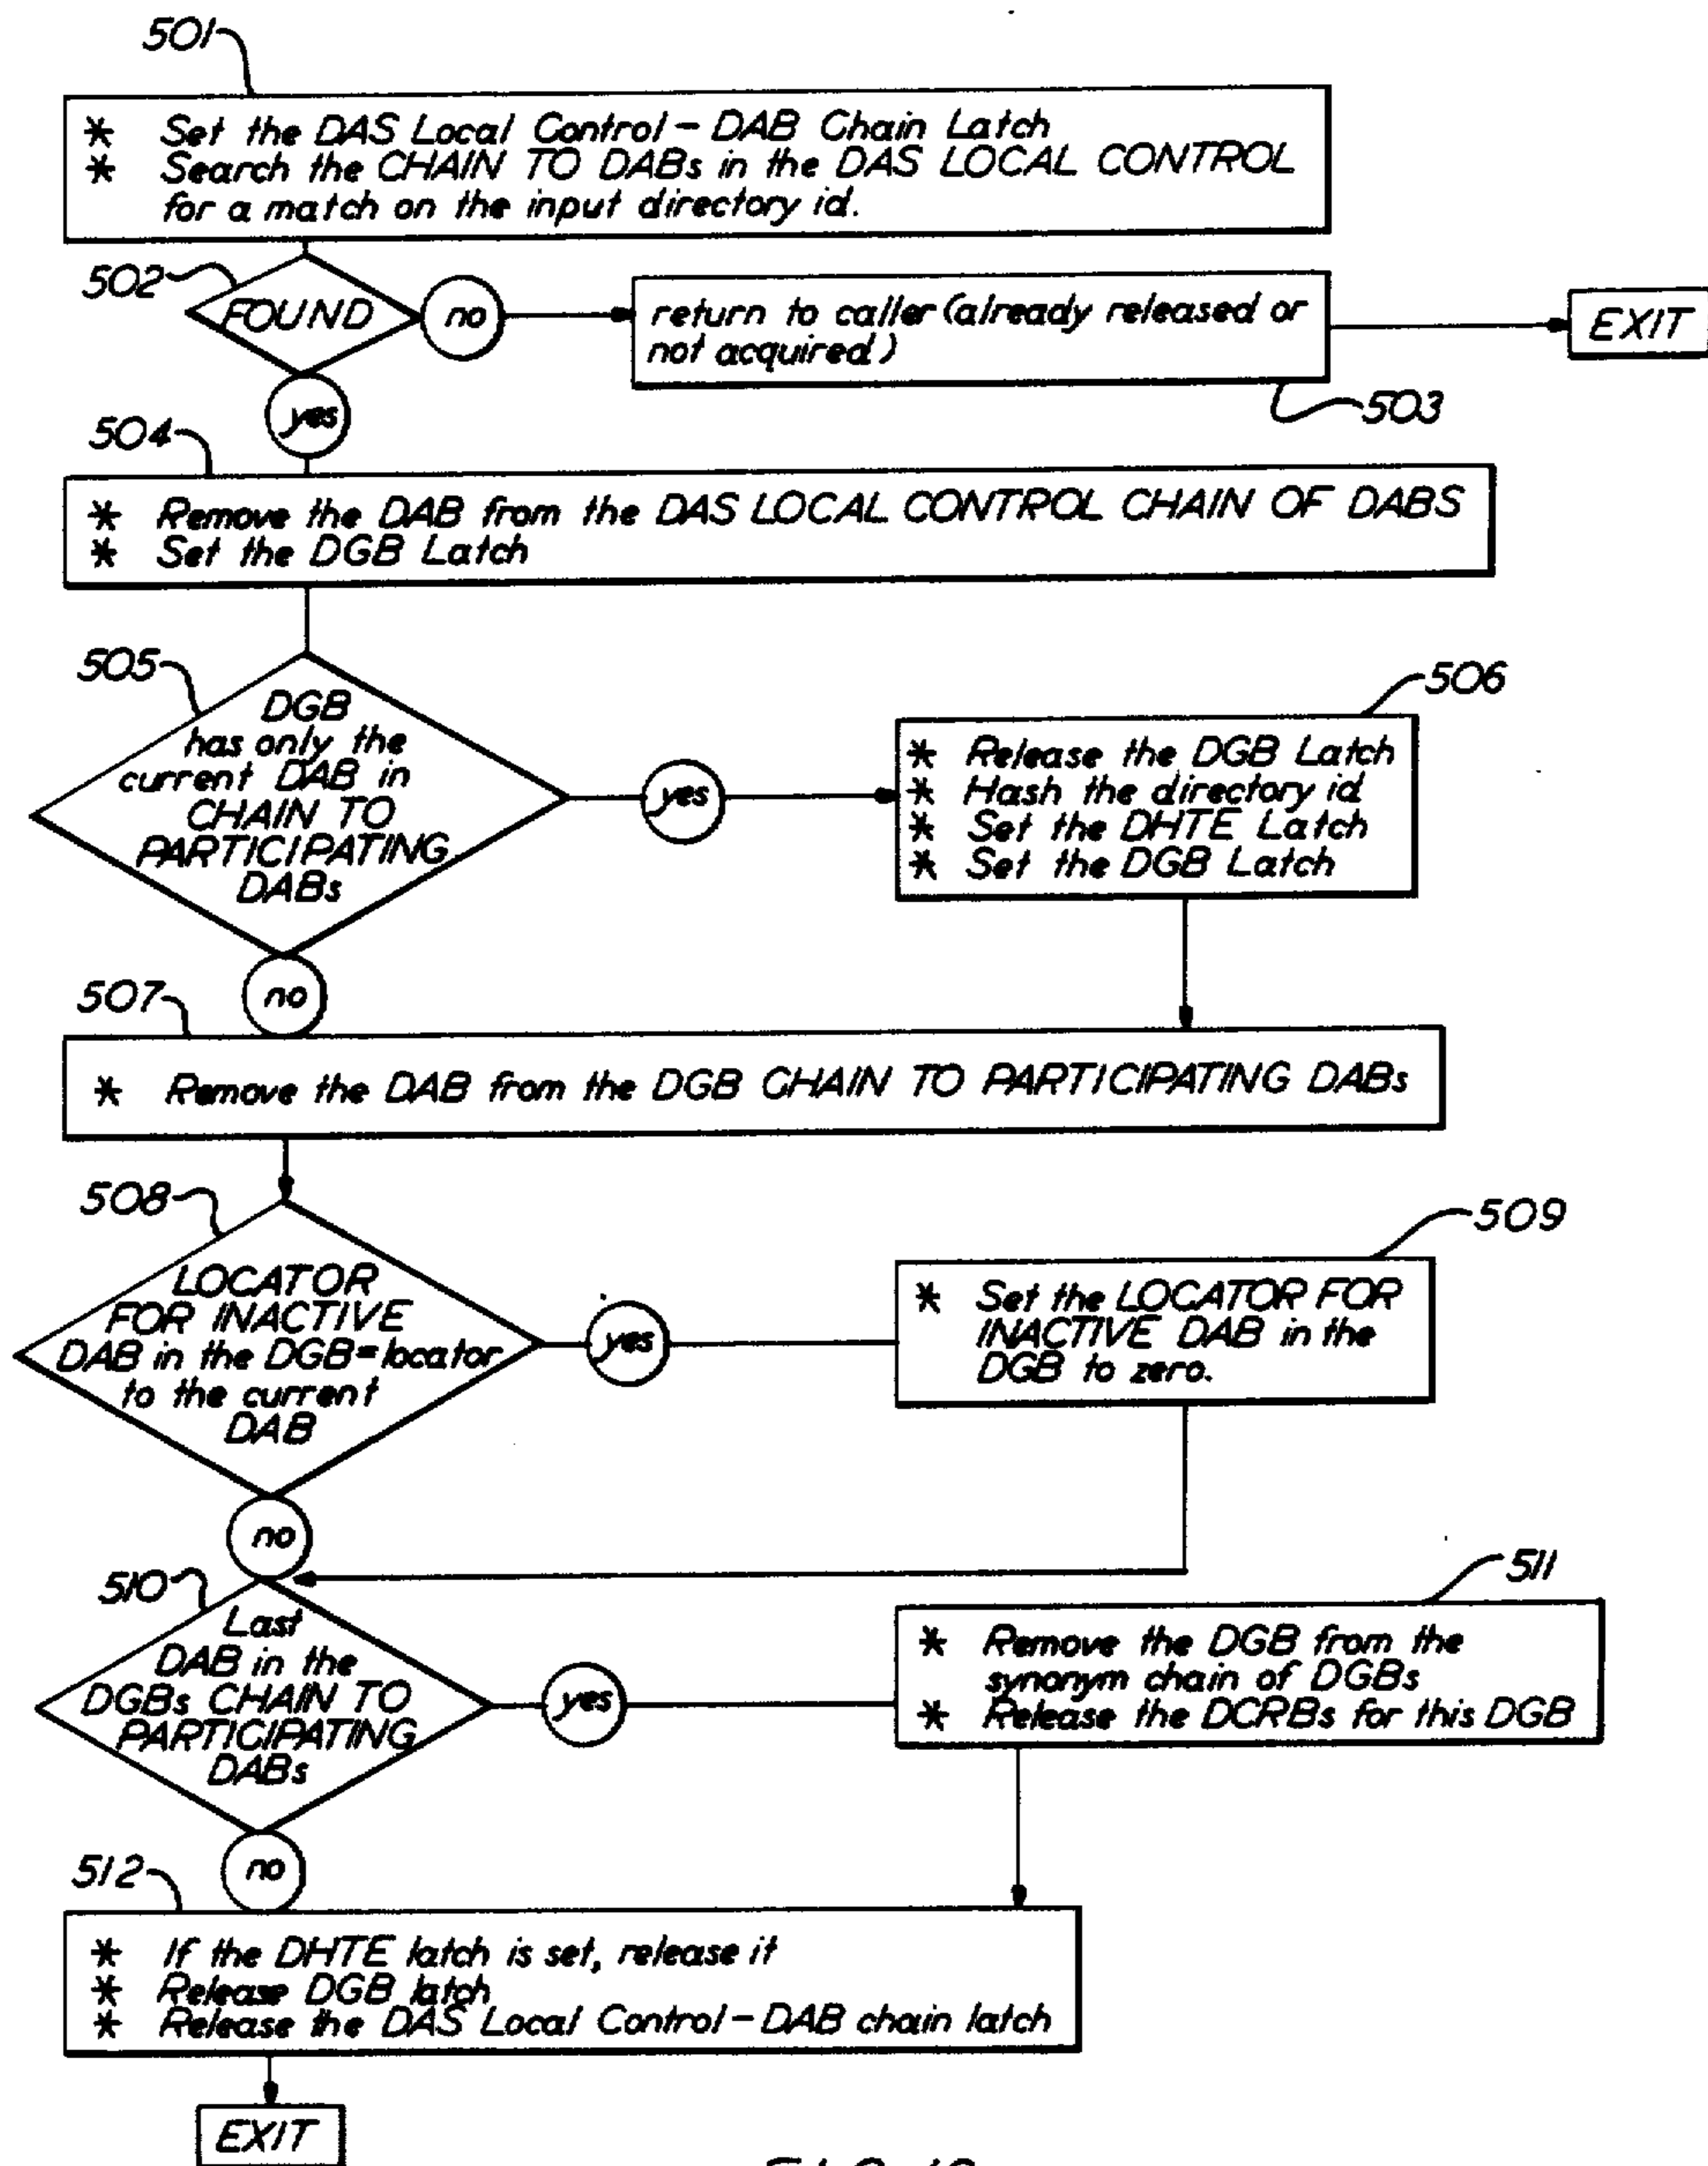 501
* Set the DAS Local Control - DAB Chain Latch
* Search the CHAIN TO DABs in the DAS LOCAL CONTROL
for a match on the input directory id.
502
FOUND
no
return to caller (already released or
not acquired)
EXIT
503
yes
504
* Remove the DAB from the DAS LOCAL CONTROL CHAIN OF DABS
* Set the DGB Latch
505
DGB
has only the
current DAB in
CHAIN TO
PARTICIPATING
DABs
yes
506
* Release the DGB Latch
* Hash the directory id
* Set the DHTE Latch
* Set the DGB Latch
no
507
* Remove the DAB from the DGB CHAIN TO PARTICIPATING DABs
508
LOCATOR
FOR INACTIVE
DAB in the DGB=locator
to the current
DAB
yes
509
* Set the LOCATOR FOR
INACTIVE DAB in the
DGB to zero.
no
510
Last
DAB in the
DGBs CHAIN TO
PARTICIPATING
DABs
yes
511
* Remove the DGB from the
synonym chain of DGBs
* Release the DCRBs for this DGB
no
512
* If the DHTE latch is set, release it
* Release DGB latch
* Release the DAS Local Control - DAB chain latch
EXIT